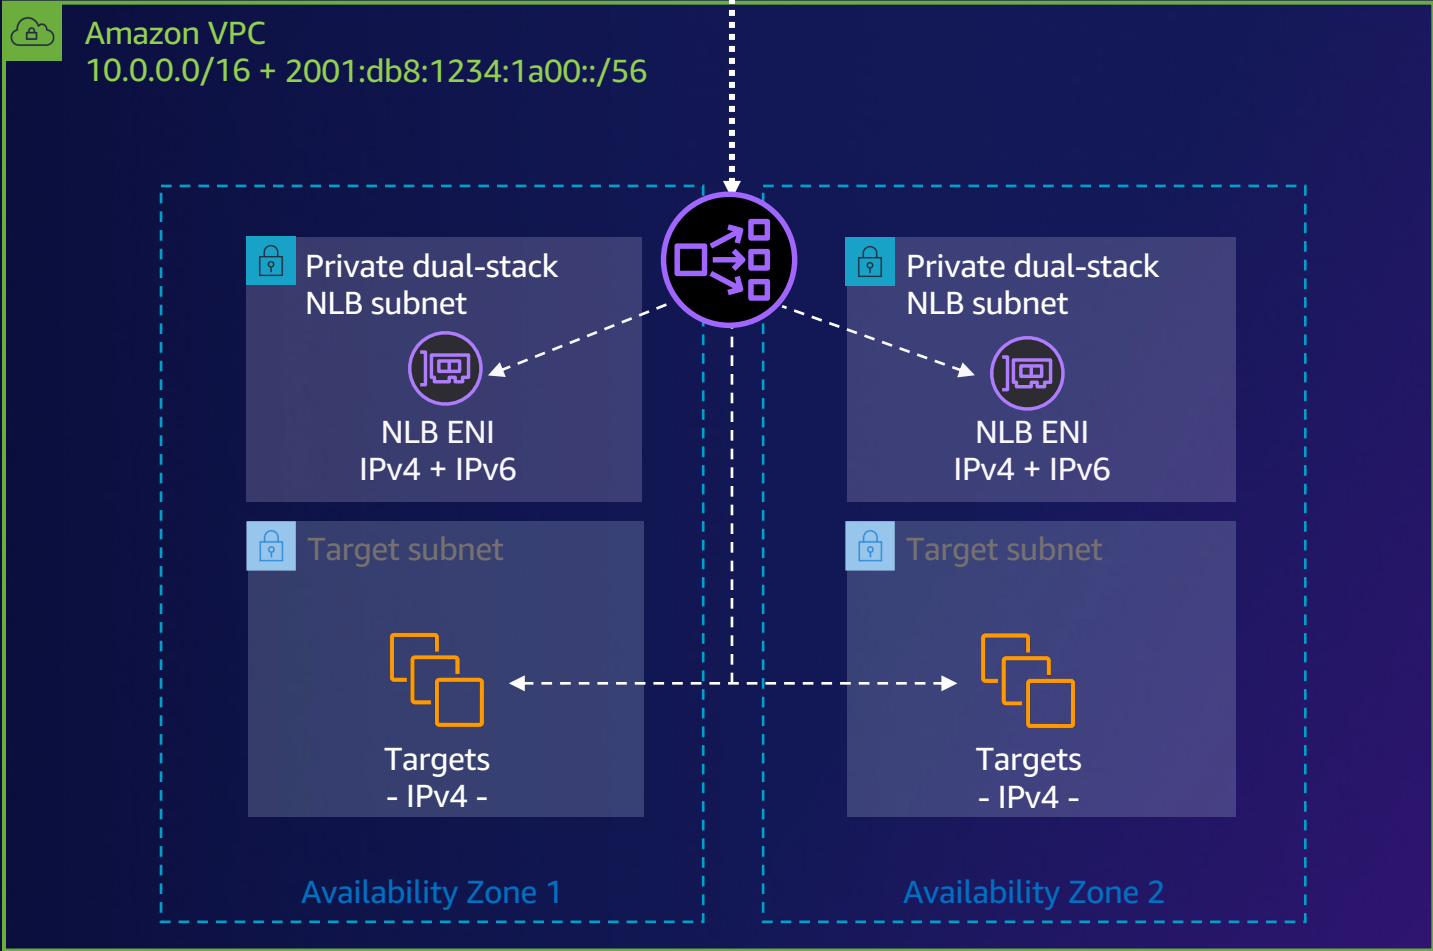 Amazon VPC
10.0.0.0/16 + 2001:db8:1234:1a00::/56
Private dual-stack
NLB subnet
NLB ENI
IPv4 + IPv6
Private dual-stack
NLB subnet
NLB ENI
IPv4 + IPv6
Target subnet
Targets
- IPv4 -
Target subnet
Targets
- IPv4 -
Availability Zone 1
Availability Zone 2